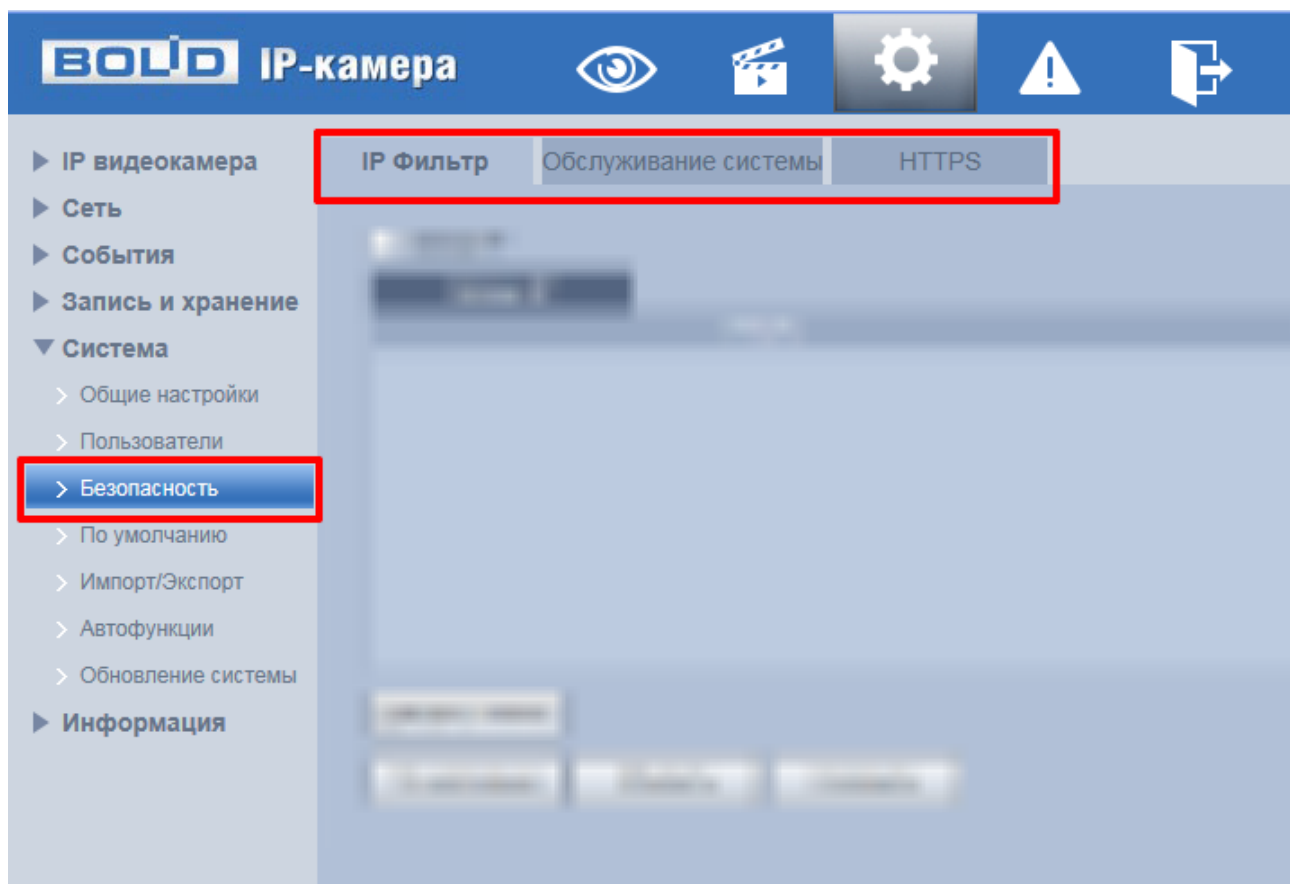 BOLID IP-камера
IP видеокамера
Сеть
События
Запись и хранение
Система
Общие настройки
Пользователи
Безопасность
По умолчанию
Импорт/Экспорт
Автофункции
Обновление системы
Информация
IP Фильтр Обслуживание системы HTTPS